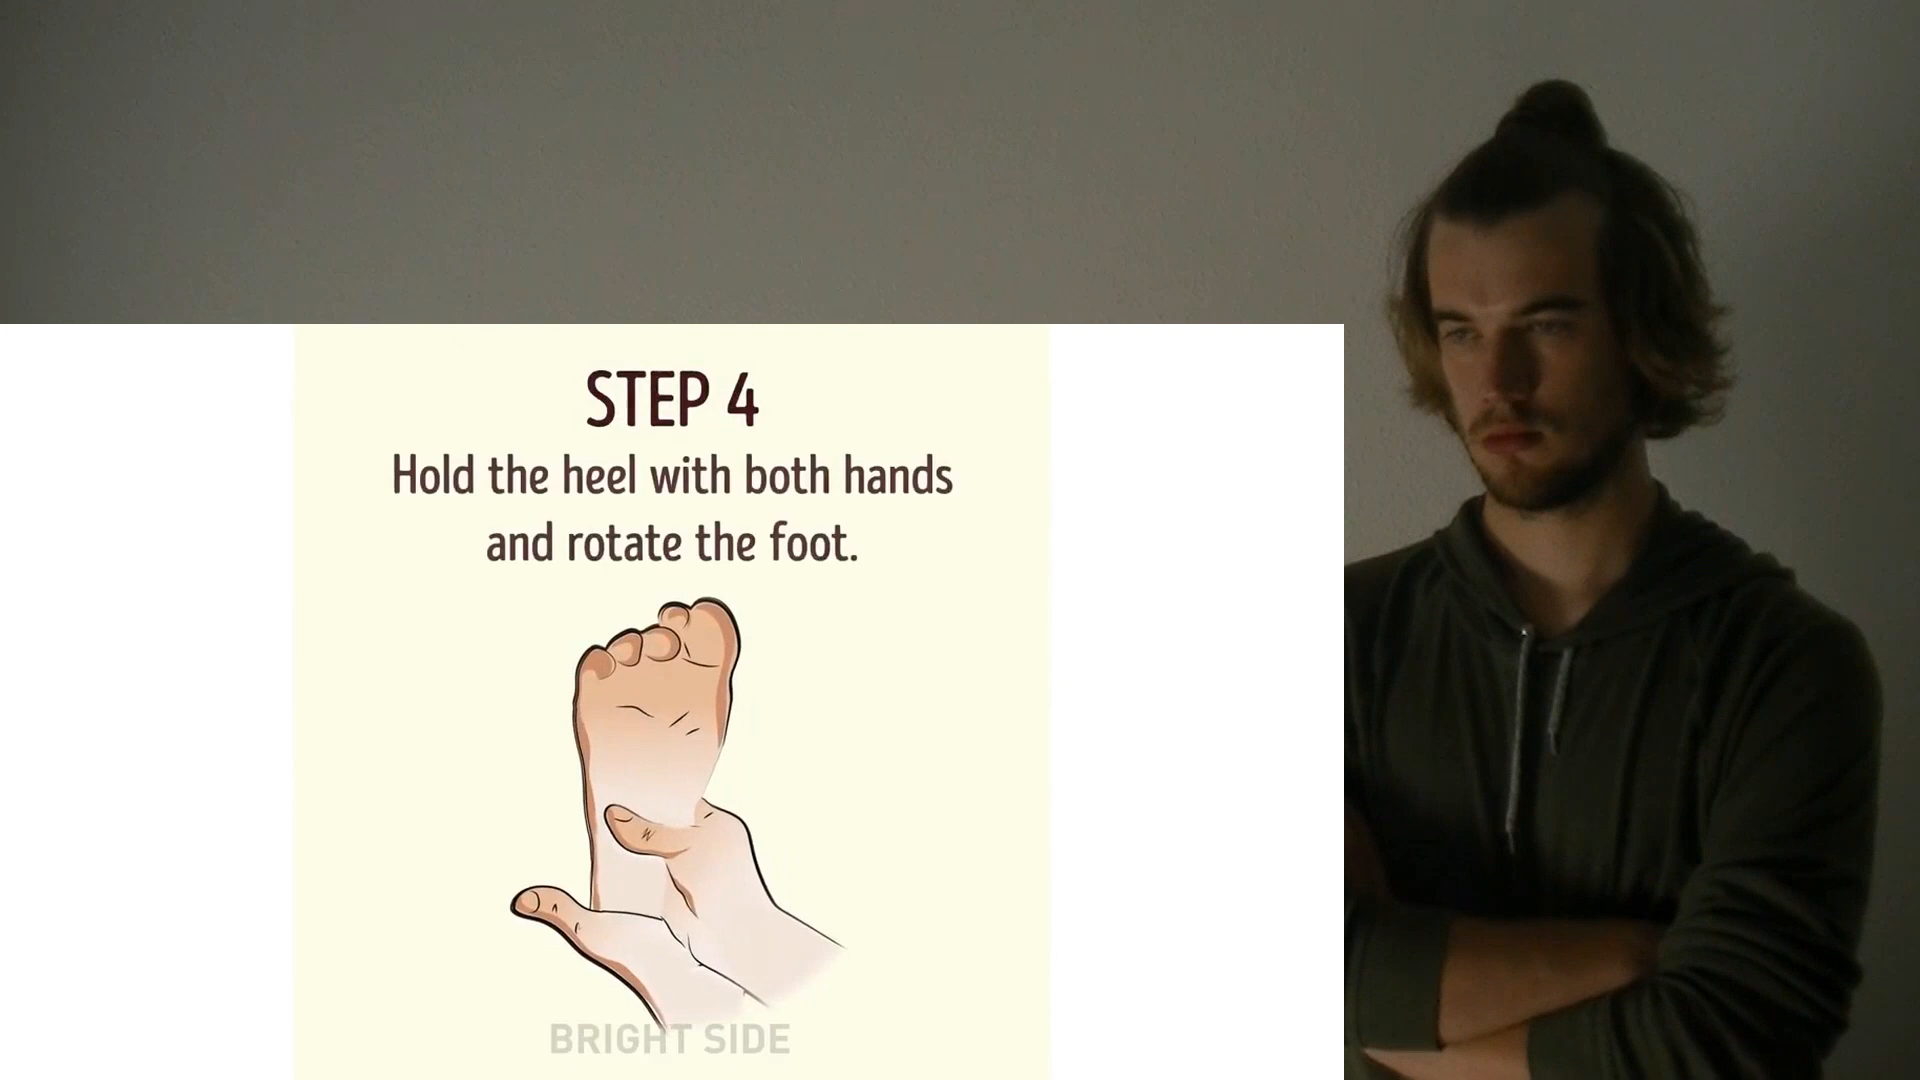 STEP 4
Hold the heel with both hands
and rotate the foot.
BRIGHT SIDE